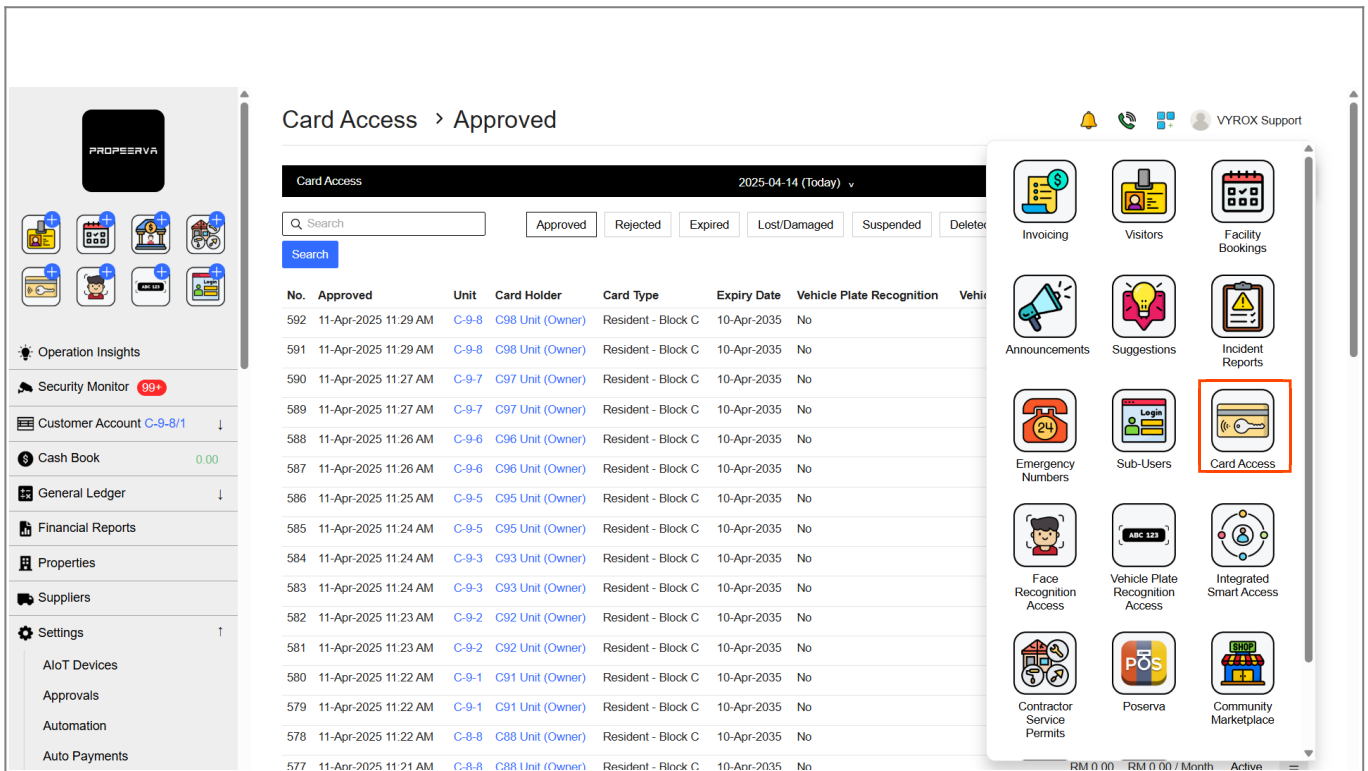 Card Access > Approved
VYROX Support
PROPSERVA
Card Access
2025-04-14 (Today)
Search
Approved
Rejected
Expired
Lost/Damaged
Suspended
Search
No. Approved Unit Card Holder Card Type Expiry Date Vehicle Plate Recognition
592 11-Apr-2025 11:29 AM C-9-8 C98 Unit (Owner) Resident - Block C 10-Apr-2035 No
591 11-Apr-2025 11:29 AM C-9-8 C98 Unit (Owner) Resident - Block C 10-Apr-2035 No
590 11-Apr-2025 11:27 AM C-9-7 C97 Unit (Owner) Resident - Block C 10-Apr-2035 No
589 11-Apr-2025 11:27 AM C-9-7 C97 Unit (Owner) Resident - Block C 10-Apr-2035 No
588 11-Apr-2025 11:26 AM C-9-6 C96 Unit (Owner) Resident - Block C 10-Apr-2035 No
587 11-Apr-2025 11:26 AM C-9-6 C96 Unit (Owner) Resident - Block C 10-Apr-2035 No
586 11-Apr-2025 11:25 AM C-9-5 C95 Unit (Owner) Resident - Block C 10-Apr-2035 No
585 11-Apr-2025 11:24 AM C-9-5 C95 Unit (Owner) Resident - Block C 10-Apr-2035 No
584 11-Apr-2025 11:24 AM C-9-3 C93 Unit (Owner) Resident - Block C 10-Apr-2035 No
583 11-Apr-2025 11:24 AM C-9-3 C93 Unit (Owner) Resident - Block C 10-Apr-2035 No
582 11-Apr-2025 11:23 AM C-9-2 C92 Unit (Owner) Resident - Block C 10-Apr-2035 No
581 11-Apr-2025 11:23 AM C-9-2 C92 Unit (Owner) Resident - Block C 10-Apr-2035 No
580 11-Apr-2025 11:22 AM C-9-1 C91 Unit (Owner) Resident - Block C 10-Apr-2035 No
579 11-Apr-2025 11:22 AM C-9-1 C91 Unit (Owner) Resident - Block C 10-Apr-2035 No
578 11-Apr-2025 11:22 AM C-8-8 C88 Unit (Owner) Resident - Block C 10-Apr-2035 No
577 11-Apr-2025 11:21 AM C-8-8 C88 Unit (Owner) Resident - Block C 10-Apr-2035 No
RM 0.00 RM 0.00 / Month Active
ABC 123
Login
Operation Insights
Security Monitor 99+
Customer Account C-9-8/1 ↓
Cash Book 0.00
General Ledger ↓
Financial Reports
Properties
Suppliers
Settings ↑
AIoT Devices
Approvals
Automation
Auto Payments
Invoicing
Visitors
Facility
Bookings
Announcements
Suggestions
Incident
Reports
24
Login
Emergency
Numbers
Sub-Users
Card Access
ABC 123
Face
Recognition
Access
Vehicle Plate
Recognition
Access
Integrated
Smart Access
POS
SHOP
Contractor
Service
Permits
Poserva
Community
Marketplace